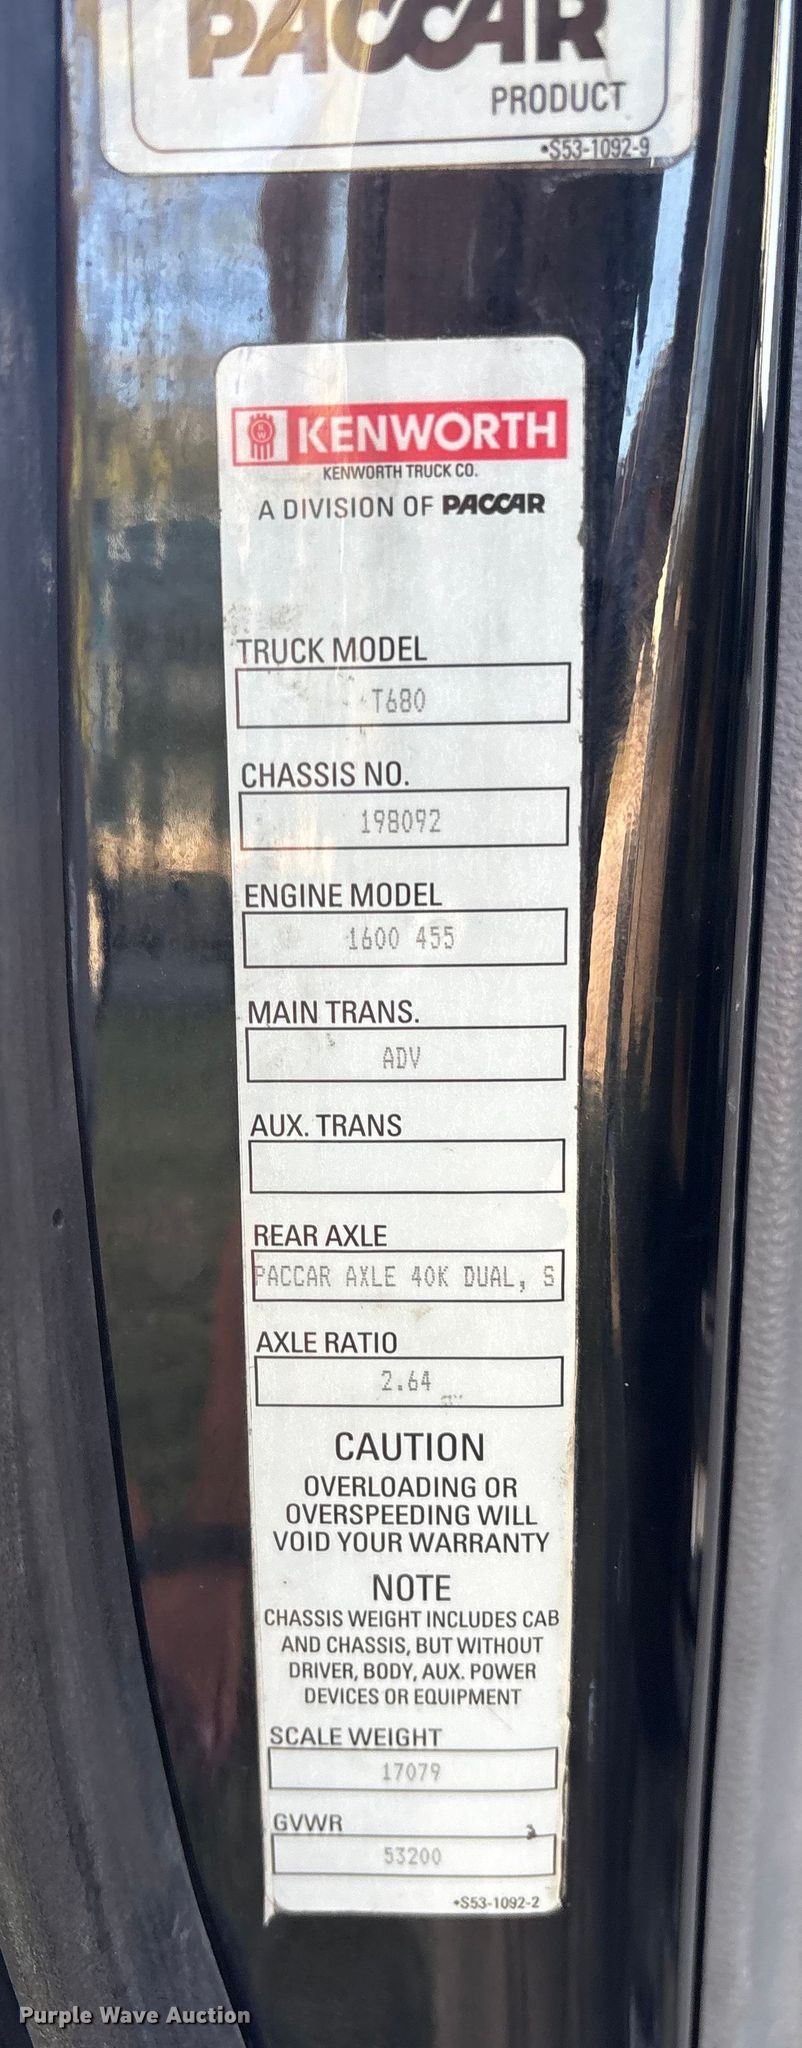 PACCAR
PRODUCT
•S53-1092-9
KENWORTH
KENWORTH TRUCK CO.
A DIVISION OF PACCAR
TRUCK MODEL
T680
CHASSIS NO.
198092
ENGINE MODEL
1600 455
MAIN TRANS.
ADV
AUX. TRANS
REAR AXLE
PACCAR AXLE 40K DUAL, S
AXLE RATIO
2.64
CAUTION
OVERLOADING OR
OVERSPEEDING WILL
VOID YOUR WARRANTY
NOTE
CHASSIS WEIGHT INCLUDES CAB
AND CHASSIS, BUT WITHOUT
DRIVER, BODY, AUX. POWER
DEVICES OR EQUIPMENT
SCALE WEIGHT
17079
GVWR
53200
•S53-1092-2
Purple Wave Auction